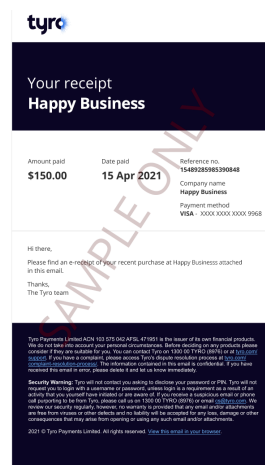 tyro
Your receipt
Happy Business
Amount paid
$150.00
Date paid
15 Apr 2021
Reference no.
15489285985390848
Company name
Happy Business
Payment method
VISA - XXXX XXXX XXXX 9968
SAMPLE ONLY
Hi there,
Please find an e-receipt of your recent purchase at Happy Business attached
in this email.
Thanks,
The Tyro team
Tyro Payments Limited ACN 103 575 042 AFSL 471951 is the issuer of its own financial products.
We do not take into account your personal circumstances. Before deciding on any products please
consider if they are suitable for you. You can contact Tyro on 1300 00 TYRO (8976) or at tyro.com/
support. If you have a complaint, please access Tyro's dispute resolution process at tyro.com/
complaint-resolution-process/. The information contained in this email is confidential. If you have
received this email in error, please delete it and let us know immediately.
Security Warning: Tyro will not contact you asking to disclose your password or PIN. Tyro will not
request you to login with a username or password, unless login is a requirement as a result of an
activity that you yourself have initiated or are aware of. If you receive a suspicious email or phone
call purporting to be from Tyro, please call us on 1300 00 TYRO (8976) or email cs@tyro.com. We
review our security regularly, however, no warranty is provided that any email and/or attachments
are free from viruses or other defects and no liability will be accepted for any loss, damage or other
consequences that may arise from opening or using any such email and/or attachments.
2021 © Tyro Payments Limited. All rights reserved. View this email in your browser.